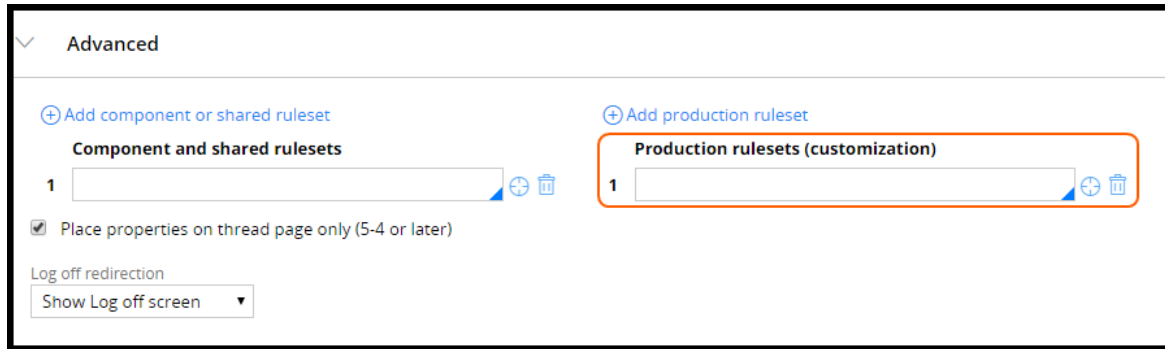 Advanced
Add component or shared ruleset
Add production ruleset
Component and shared rulesets
Production rulesets (customization)
1
1
Place properties on thread page only (5-4 or later)
Log off redirection
Show Log off screen